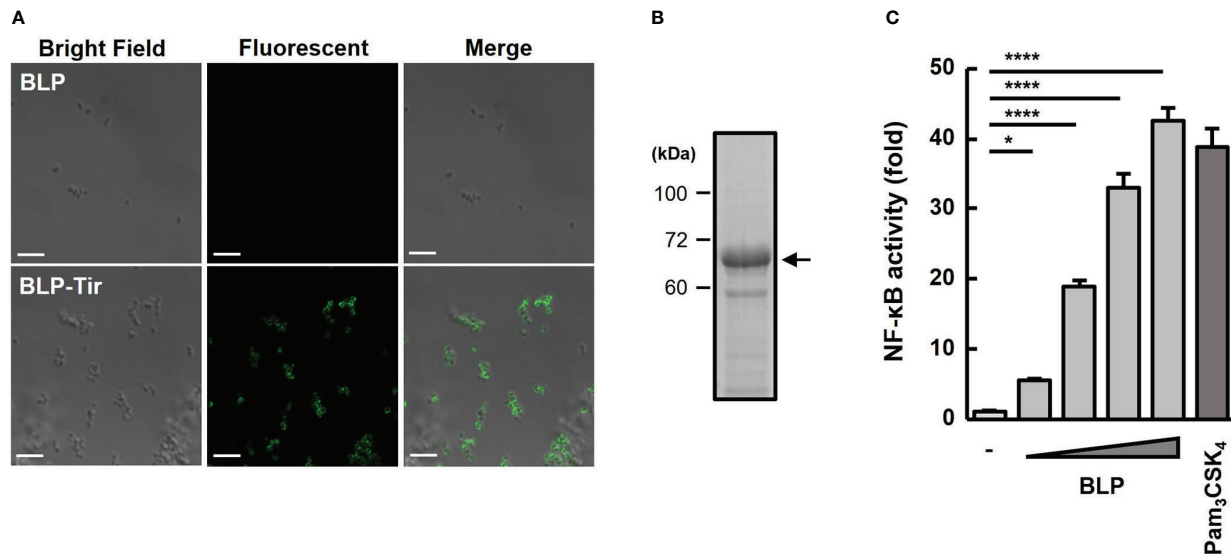 A
Bright Field Fluorescent Merge
BLP
BLP-Tir
B
(kDa)
100
72
60
C
****
****
****
*
NF-κB activity (fold)
50
40
30
20
10
0
-
BLP
Pam₃CSK₄